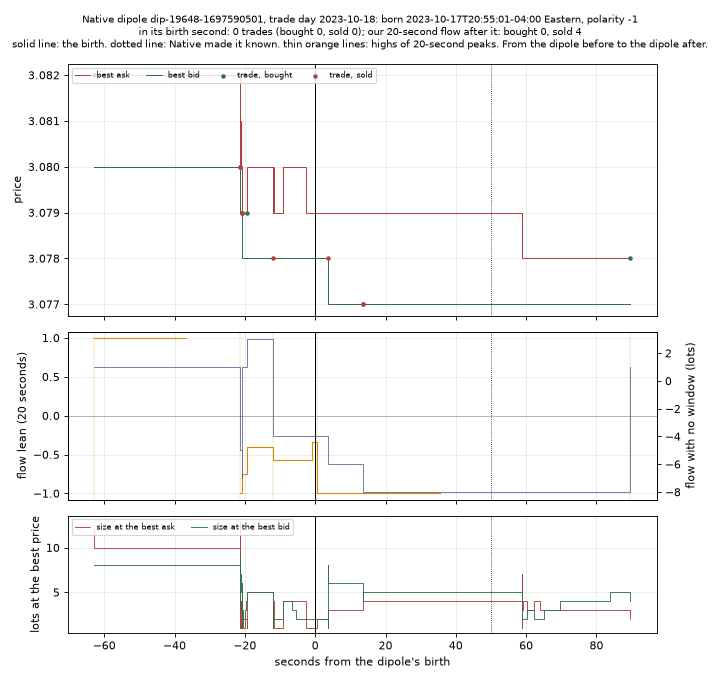 Native dipole dip-19648-1697590501, trade day 2023-10-18: born 2023-10-17T20:55:01-04:00 Eastern, polarity -1
in its birth second: 0 trades (bought 0, sold 0); our 20-second flow after it: bought 0, sold 4
solid line: the birth. dotted line: Native made it known. thin orange lines: highs of 20-second peaks. From the dipole before to the dipole after.
best ask best bid trade, bought trade, sold
3.082
3.081
3.080
3.079
3.078
3.077
price
1.0
0.5
0.0
−0.5
−1.0
flow lean (20 seconds)
2
0
−2
−4
−6
−8
flow with no window (lots)
size at the best ask size at the best bid
10
5
lots at the best price
−60 −40 −20 0 20 40 60 80
seconds from the dipole's birth